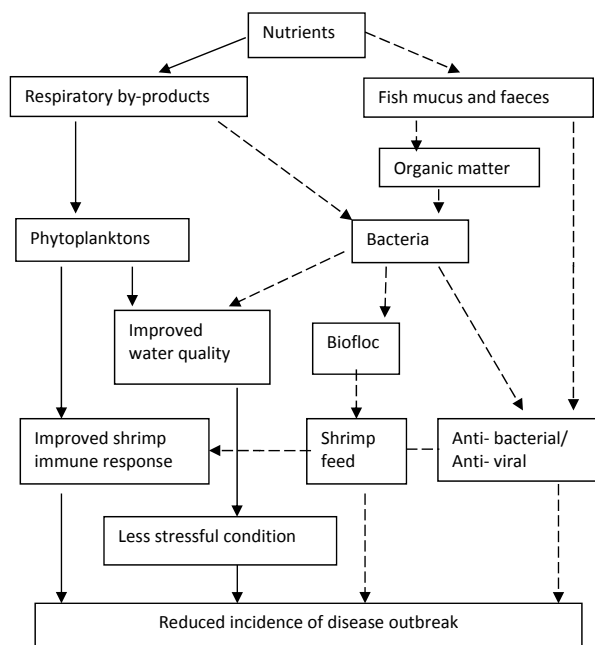 Nutrients
Respiratory by-products
Fish mucus and faeces
Organic matter
Phytoplanktons
Bacteria
Improved
water quality
Biofloc
Improved shrimp
immune response
Shrimp
feed
Anti- bacterial/
Anti- viral
Less stressful condition
Reduced incidence of disease outbreak